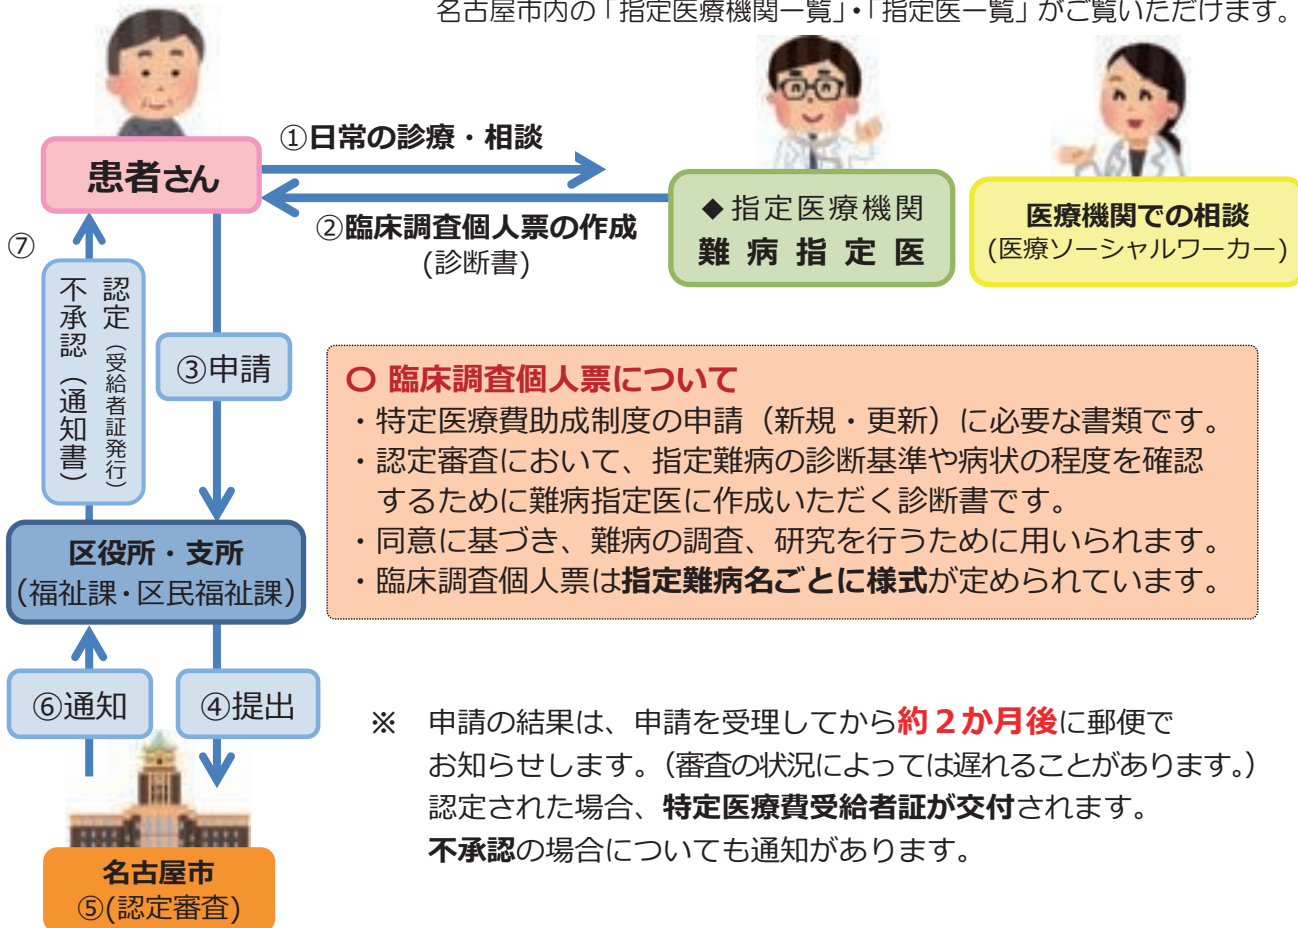 名古屋市内の「指定医療機関一覧」・「指定医一覧」がご覧いただけます。
患者さん
①日常の診療・相談
②臨床調査個人票の作成
(診断書)
◆指定医療機関
難病指定医
医療機関での相談
(医療ソーシャルワーカー)
⑦
認定（受給者証発行）
不承認（通知書）
③申請
〇 臨床調査個人票について
・特定医療費助成制度の申請（新規・更新）に必要な書類です。
・認定審査において、指定難病の診断基準や病状の程度を確認
するために難病指定医に作成いただく診断書です。
・同意に基づき、難病の調査、研究を行うために用いられます。
・臨床調査個人票は指定難病名ごとに様式が定められています。
区役所・支所
（福祉課・区民福祉課）
⑥通知
④提出
名古屋市
⑤(認定審査)
※　申請の結果は、申請を受理してから約２か月後に郵便で
お知らせします。（審査の状況によっては遅れることがあります。）
認定された場合、特定医療費受給者証が交付されます。
不承認の場合についても通知があります。